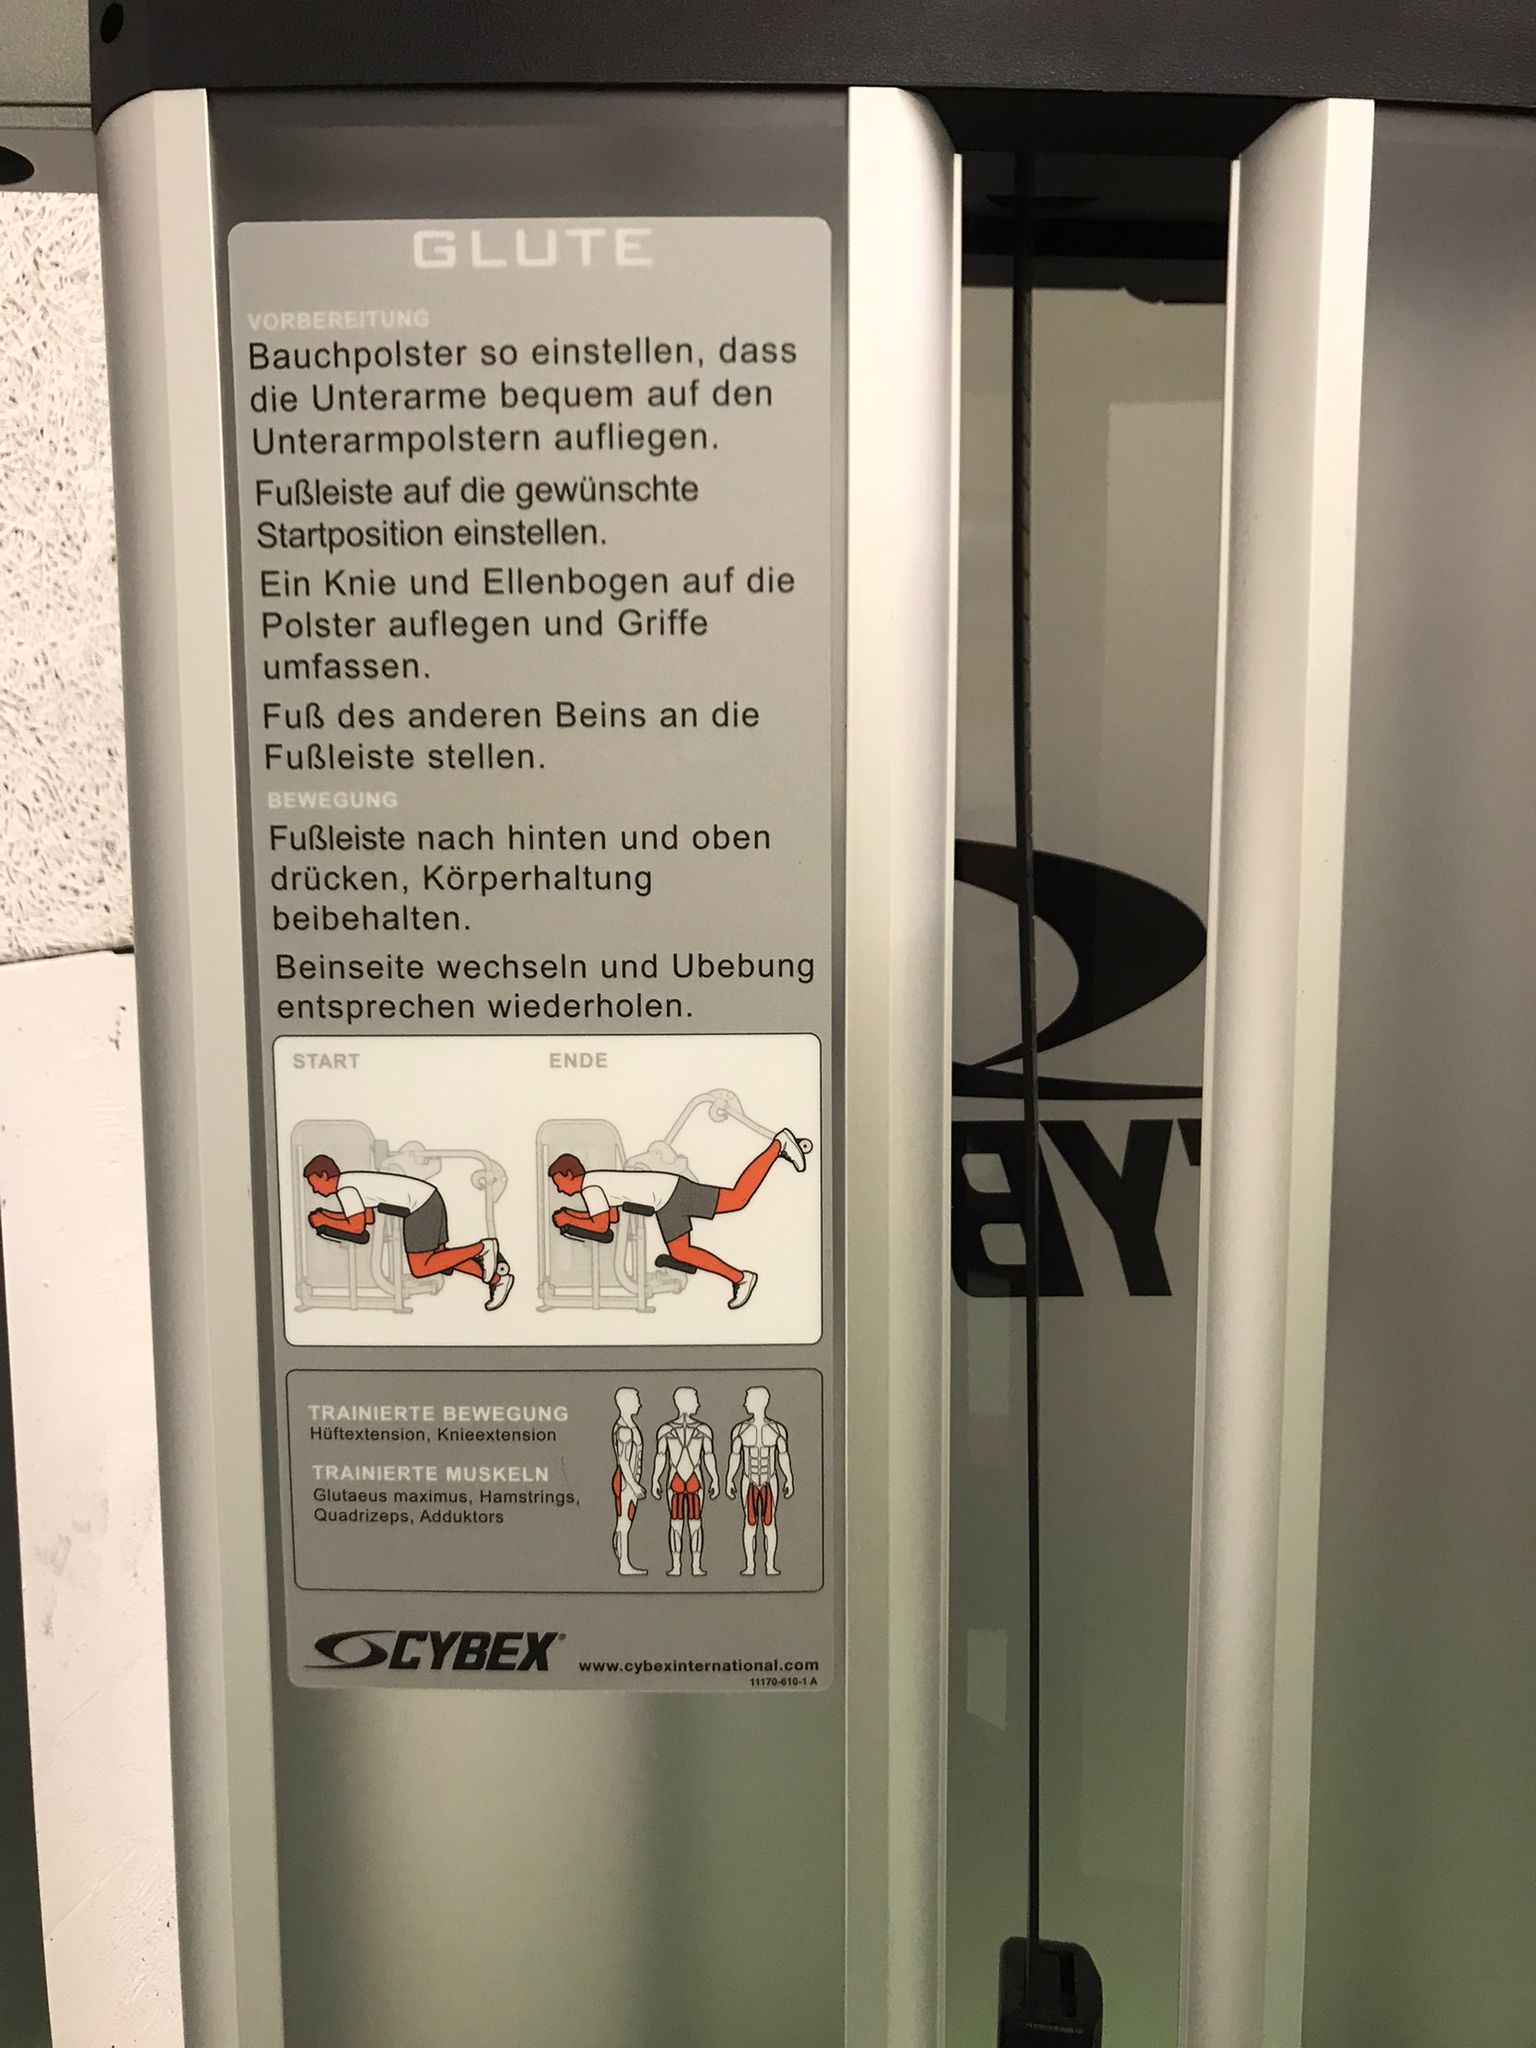 GLUTE
VORBEREITUNG
Bauchpolster so einstellen, dass
die Unterarme bequem auf den
Unterarmpolstern aufliegen.
Fußleiste auf die gewünschte
Startposition einstellen.
Ein Knie und Ellenbogen auf die
Polster auflegen und Griffe
umfassen.
Fuß des anderen Beins an die
Fußleiste stellen.
BEWEGUNG
Fußleiste nach hinten und oben
drücken, Körperhaltung
beibehalten.
Beinseite wechseln und Ubebung
entsprechen wiederholen.
START ENDE
TRAINIERTE BEWEGUNG
Hüftextension, Knieextension
TRAINIERTE MUSKELN
Glutaeus maximus, Hamstrings,
Quadrizeps, Adduktors
CYBEX®
www.cybexinternational.com
11170-610-1 A